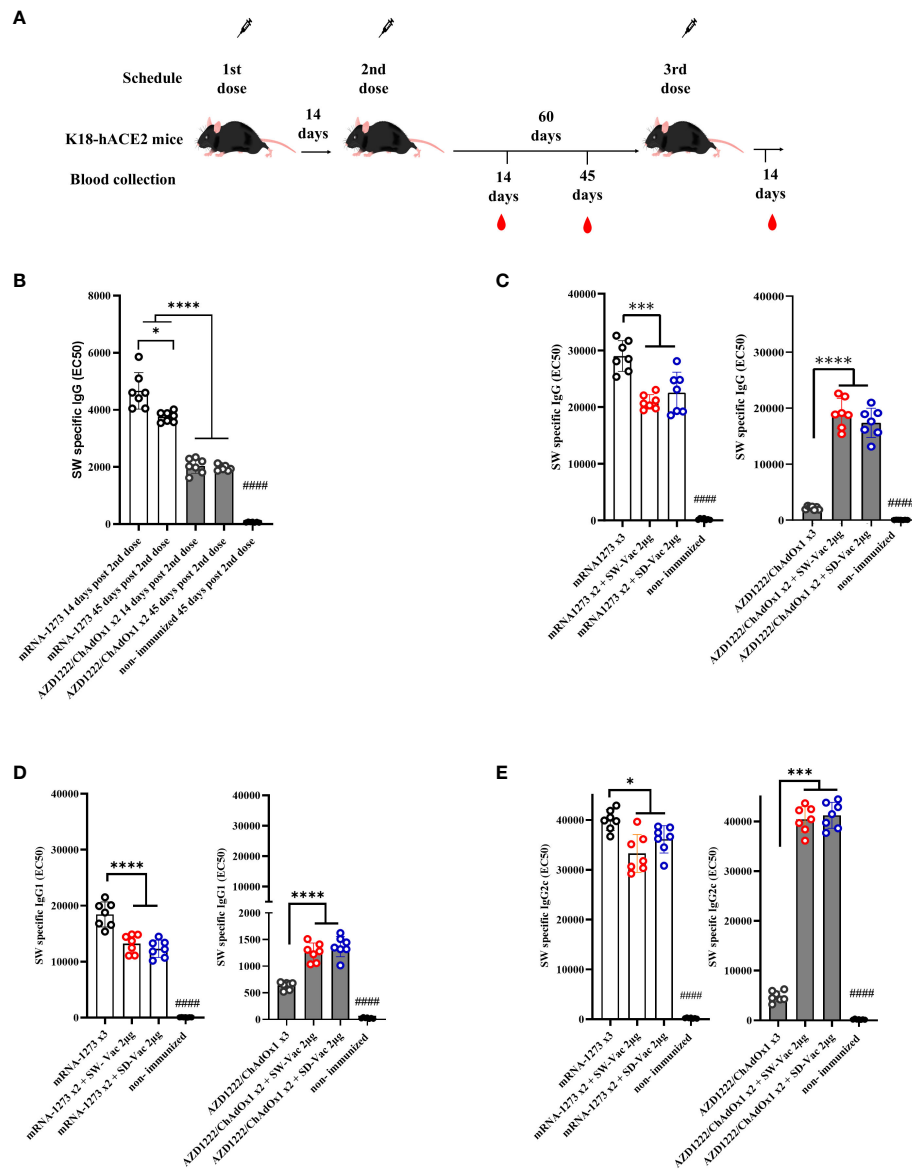 A
Schedule
1st
dose
2nd
dose
3rd
dose
K18-hACE2 mice
14
days
60
days
Blood collection
14
days
45
days
14
days
B
SW specific IgG (EC50)
8000
6000
4000
2000
0
****
*
####
mRNA-1273 14 days post 2nd dose
mRNA-1273 45 days post 2nd dose
AZD1222/ChAdOx1 x2 14 days post 2nd dose
AZD1222/ChAdOx1 x2 45 days post 2nd dose
non- immunized 45 days post 2nd dose
C
SW specific IgG (EC50)
40000
30000
20000
10000
0
***
####
mRNA1273 x3
mRNA1273 x2 + SW-Vac 2µg
mRNA1273 x2 + SD-Vac 2µg
non- immunized
SW specific IgG (EC50)
40000
30000
20000
10000
0
****
####
AZD1222/ChAdOx1 x3
AZD1222/ChAdOx1 x2 + SW-Vac 2µg
AZD1222/ChAdOx1 x2 + SD-Vac 2µg
non- immunized
D
SW specific IgG1 (EC50)
40000
30000
20000
10000
0
****
####
mRNA-1273 x3
mRNA-1273 x2 + SW- Vac 2µg
mRNA-1273 x2 + SD-Vac 2µg
non- immunized
SW specific IgG1 (EC50)
40000
30000
20000
10000
1500
1000
500
0
****
####
AZD1222/ChAdOx1 x3
AZD1222/ChAdOx1 x2 + SW-Vac 2µg
AZD1222/ChAdOx1 x2 + SD-Vac 2µg
non- immunized
E
SW specific IgG2c (EC50)
40000
30000
20000
10000
0
*
####
mRNA-1273 x3
mRNA-1273 x2 + SW-Vac 2µg
mRNA-1273 x2 + SD-Vac 2µg
non- immunized
SW specific IgG2c (EC50)
40000
30000
20000
10000
0
***
####
AZD1222/ChAdOx1 x3
AZD1222/ChAdOx1 x2 + SW-Vac 2µg
AZD1222/ChAdOx1 x2 + SD-Vac 2µg
non- immunized